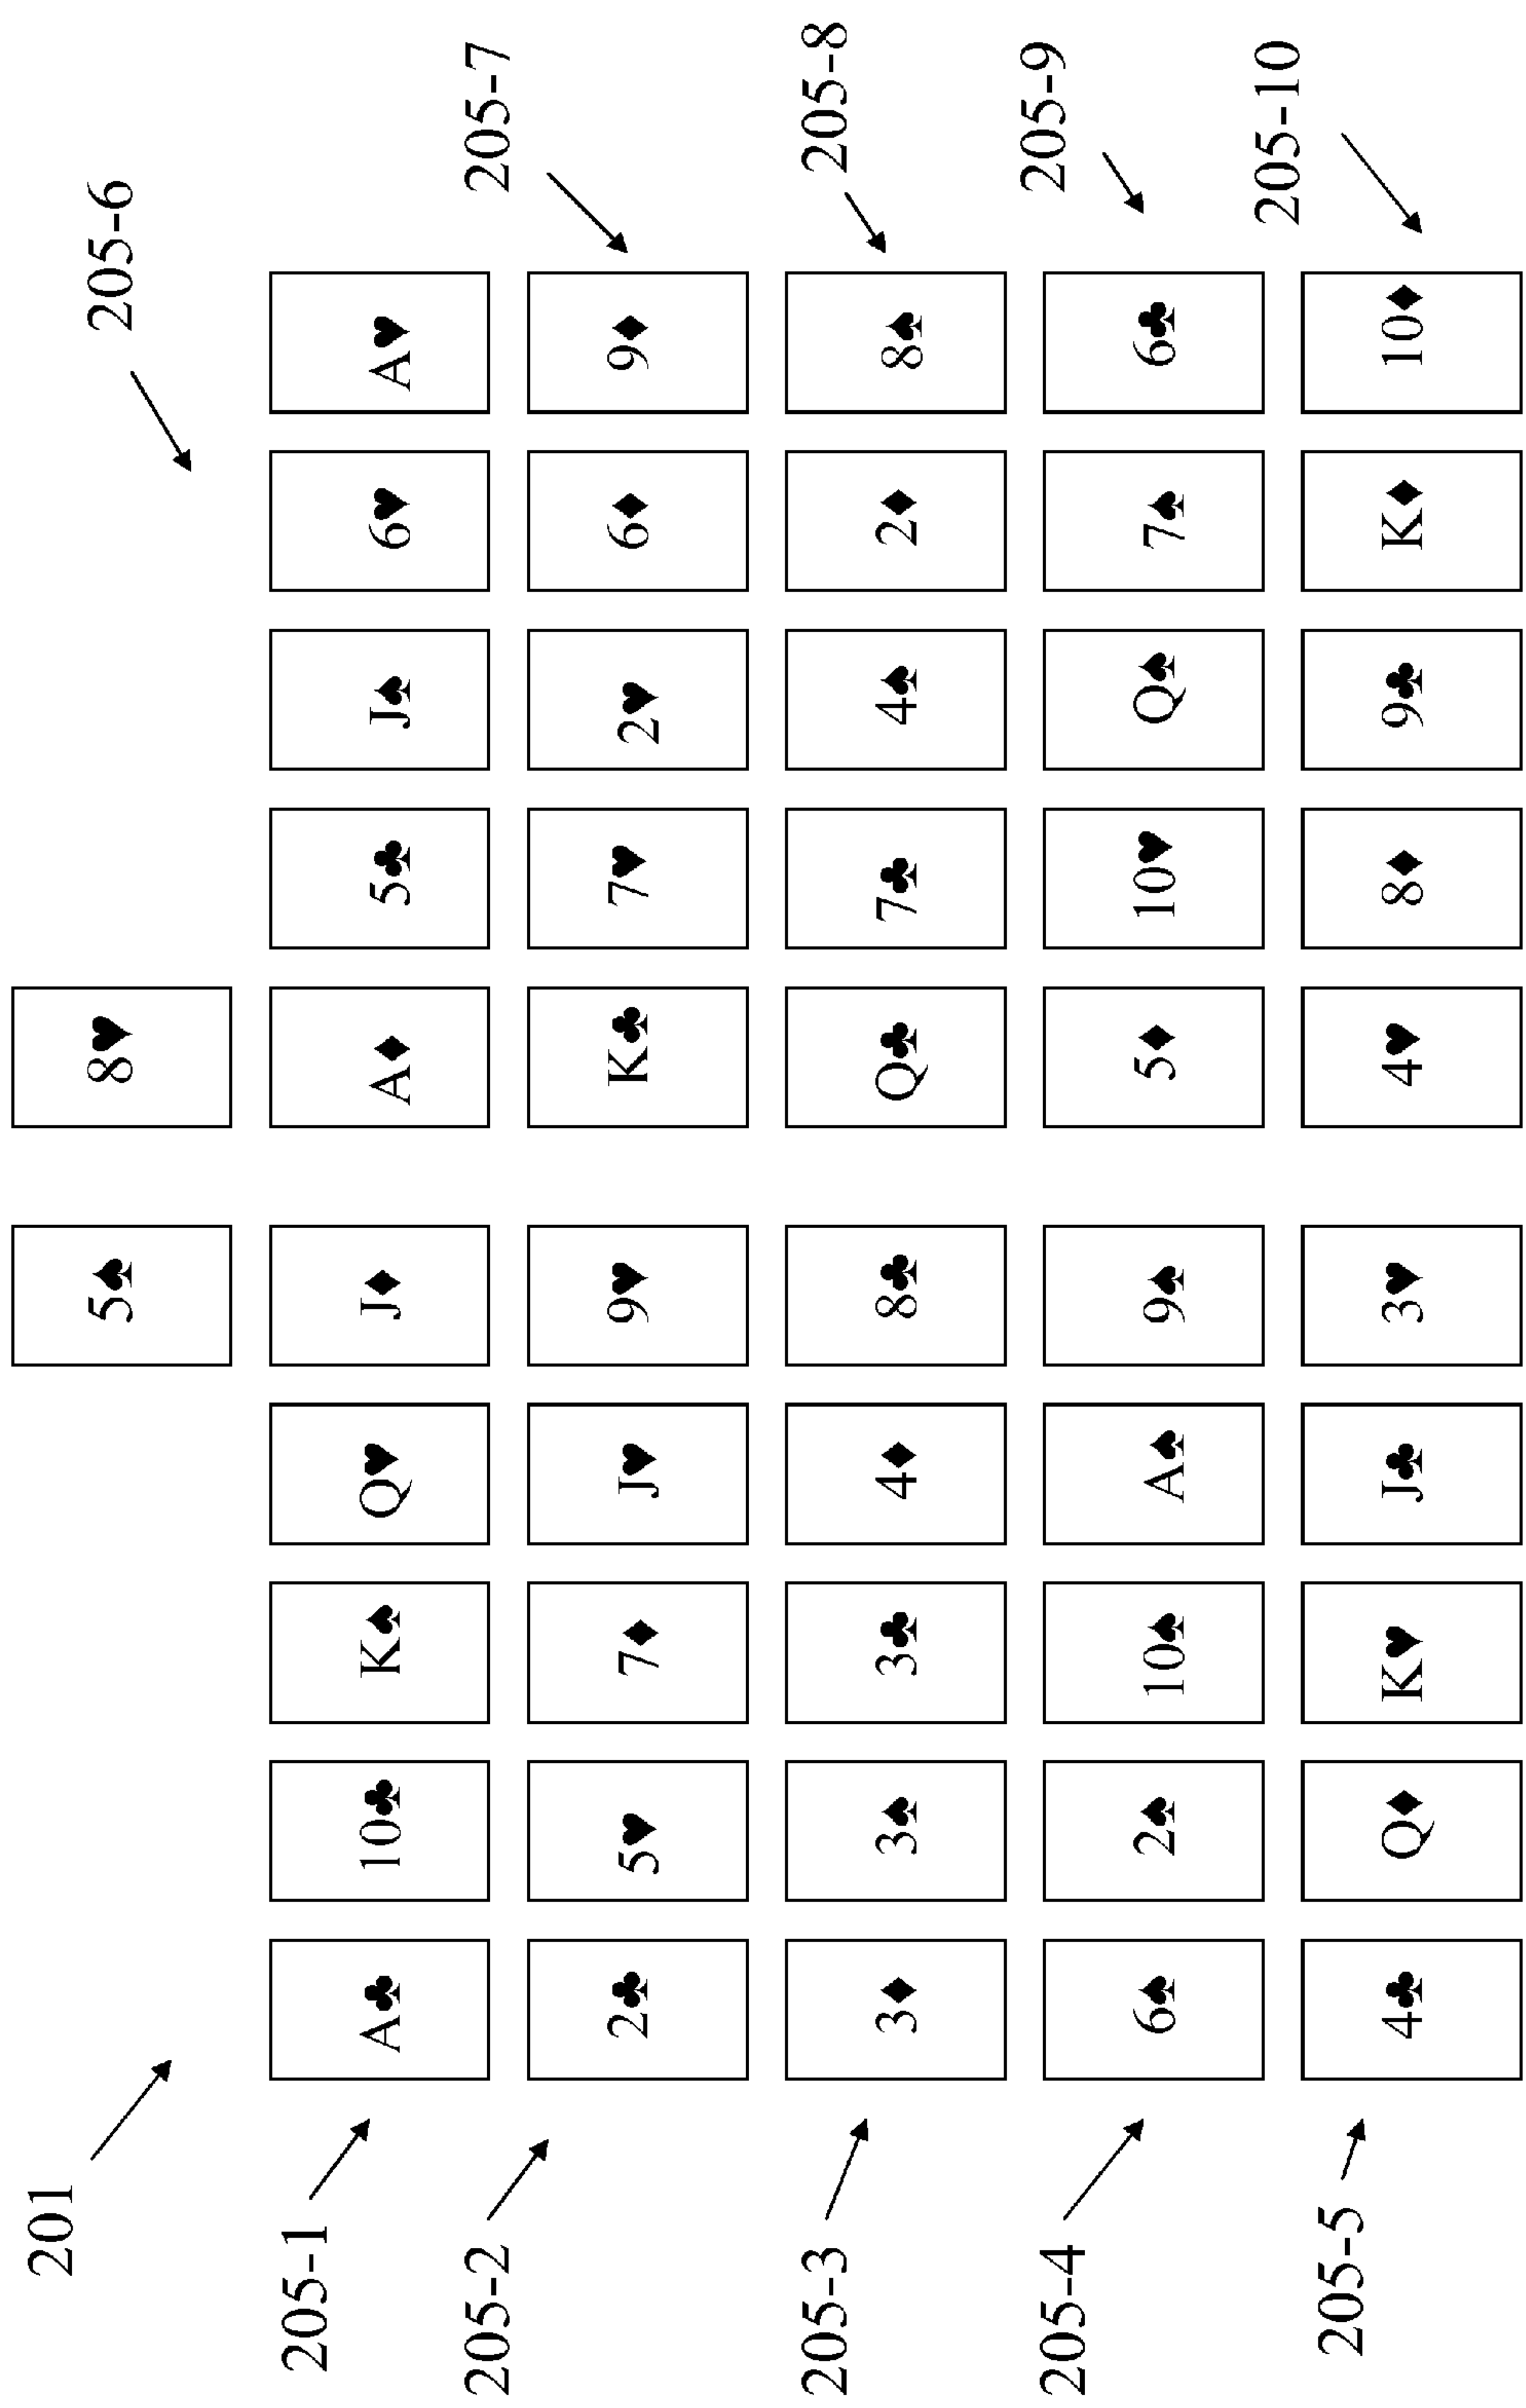 201
5♠ 8♥ 205-6
205-1 A♣ 10♣ K♠ Q♥ J♦ A♦ 5♣ J♠ 6♥ A♥
205-2 2♣ 5♥ 7♦ J♥ 9♥ K♣ 7♥ 2♥ 6♦ 9♦ 205-7
205-3 3♦ 3♠ 3♣ 4♦ 8♣ Q♣ 7♣ 4♠ 2♦ 8♠ 205-8
205-4 6♠ 2♠ 10♠ A♠ 9♠ 5♦ 10♥ Q♠ 7♠ 6♣ 205-9
205-5 4♣ Q♦ K♥ J♣ 3♥ 4♥ 8♦ 9♣ K♦ 10♦ 205-10